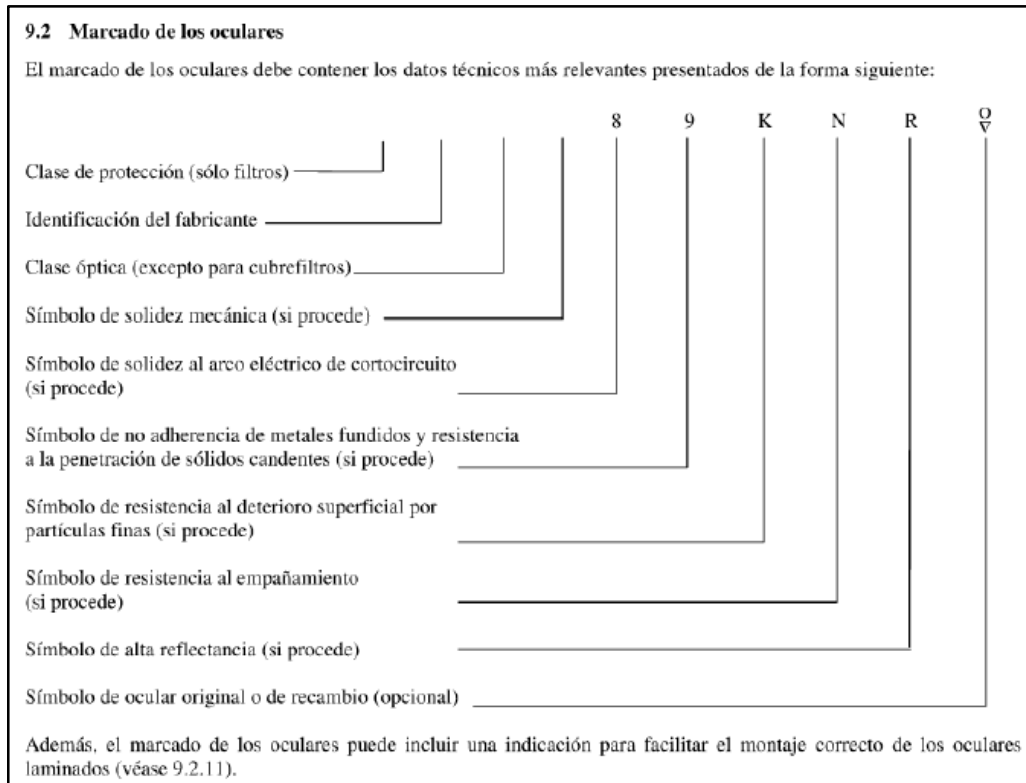 9.2 Marcado de los oculares
El marcado de los oculares debe contener los datos técnicos más relevantes presentados de la forma siguiente:
8 9 K N R O
∇
Clase de protección (sólo filtros)
Identificación del fabricante
Clase óptica (excepto para cubrefiltros)
Símbolo de solidez mecánica (si procede)
Símbolo de solidez al arco eléctrico de cortocircuito
(si procede)
Símbolo de no adherencia de metales fundidos y resistencia
a la penetración de sólidos candentes (si procede)
Símbolo de resistencia al deterioro superficial por
partículas finas (si procede)
Símbolo de resistencia al empañamiento
(si procede)
Símbolo de alta reflectancia (si procede)
Símbolo de ocular original o de recambio (opcional)
Además, el marcado de los oculares puede incluir una indicación para facilitar el montaje correcto de los oculares
laminados (véase 9.2.11).